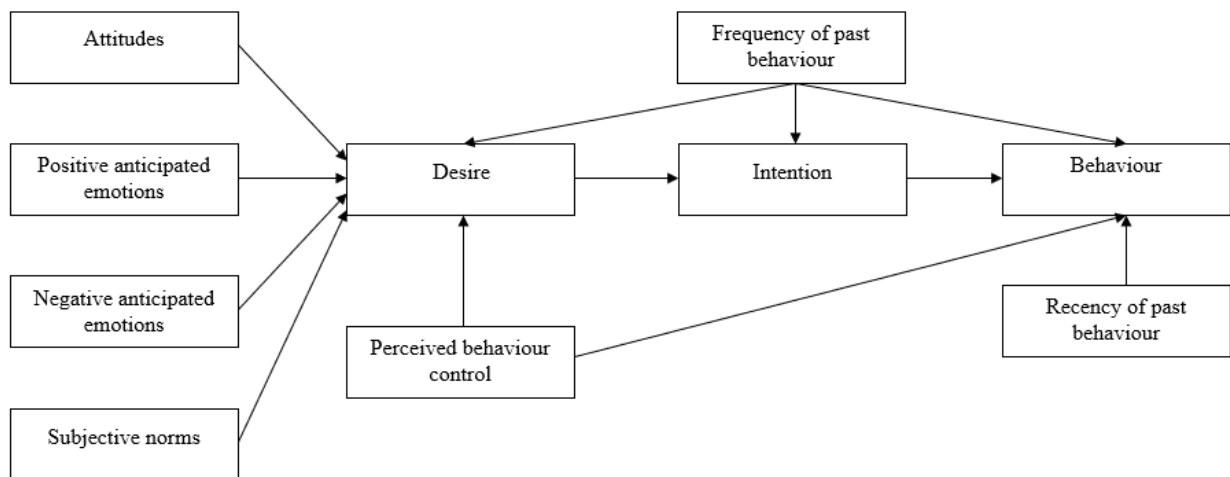 Attitudes
Frequency of past
behaviour
Positive anticipated
emotions
Desire
Intention
Behaviour
Negative anticipated
emotions
Perceived behaviour
control
Recency of past
behaviour
Subjective norms